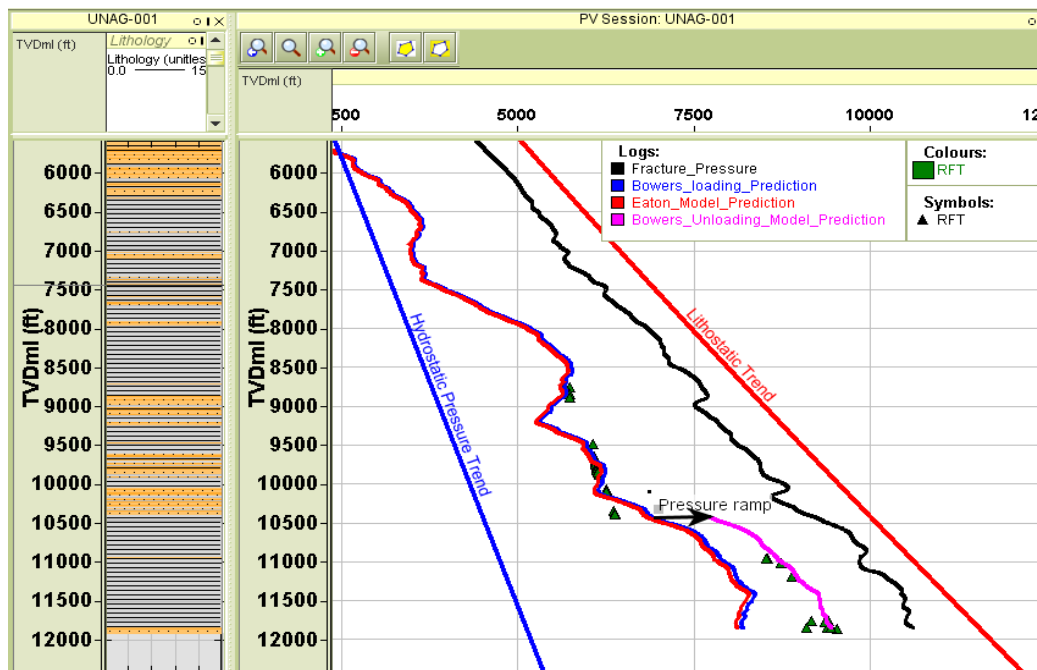 UNAG-001
PV Session: UNAG-001
TVDml (ft)
Lithology
Lithology (unitles
0.0 15
TVDml (ft)
500 5000 7500 10000 12
TVDml (ft)
6000
6500
7000
7500
8000
8500
9000
9500
10000
10500
11000
11500
12000
TVDml (ft)
6000
6500
7000
7500
8000
8500
9000
9500
10000
10500
11000
11500
12000
Logs:
Fracture_Pressure
Bowers_loading_Prediction
Eaton_Model_Prediction
Bowers_Unloading_Model_Prediction
Colours:
RFT
Symbols:
RFT
Hydrostatic Pressure Trend
Lithostatic Trend
Pressure ramp